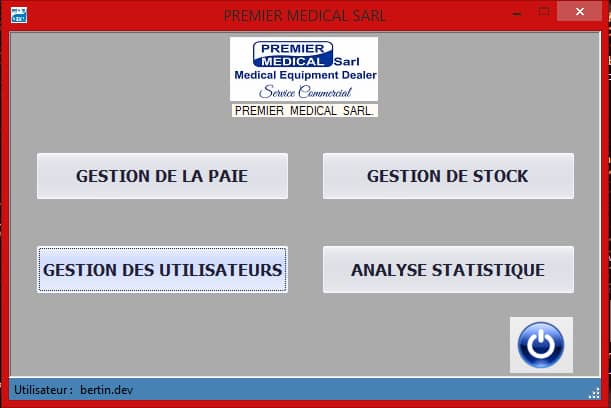 PREMIER MEDICAL SARL
PREMIER
MEDICAL Sarl
Medical Equipment Dealer
Service Commercial
PREMIER MEDICAL SARL.
GESTION DE LA PAIE
GESTION DE STOCK
GESTION DES UTILISATEURS
ANALYSE STATISTIQUE
Utilisateur : bertin.dev